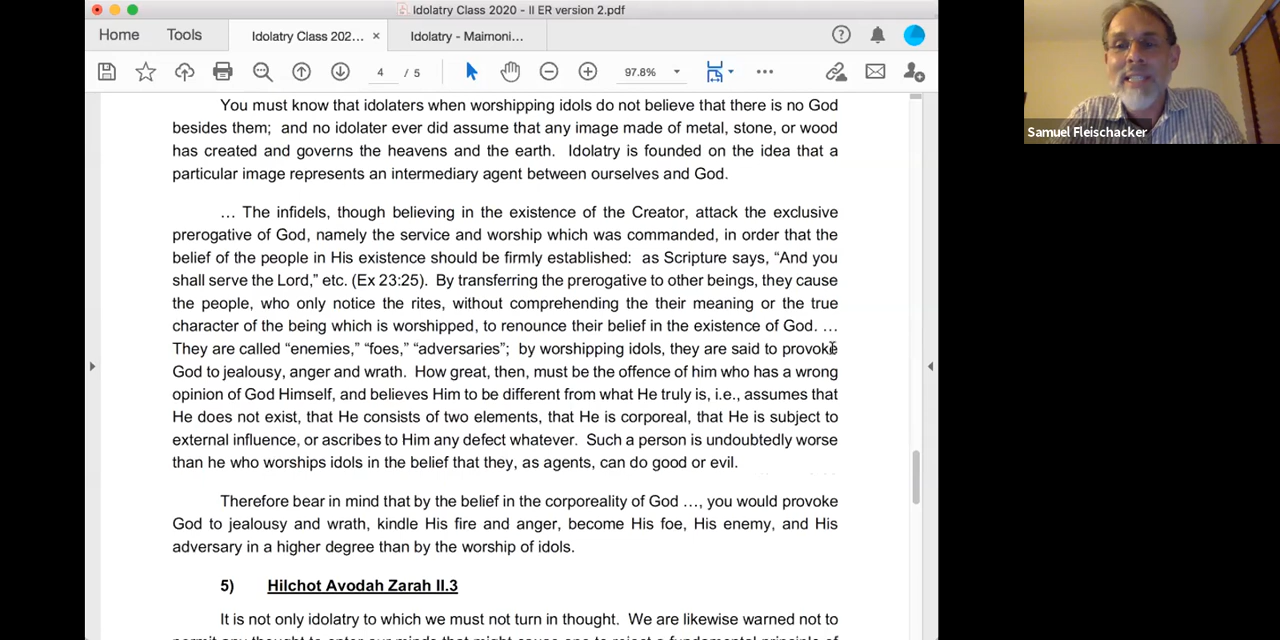 Idolatry Class 2020 - II ER version 2.pdf
Home Tools Idolatry Class 202... × Idolatry - Maimoni...
4 / 5 97.8%
You must know that idolaters when worshipping idols do not believe that there is no God
besides them; and no idolater ever did assume that any image made of metal, stone, or wood
has created and governs the heavens and the earth. Idolatry is founded on the idea that a
particular image represents an intermediary agent between ourselves and God.
… The infidels, though believing in the existence of the Creator, attack the exclusive
prerogative of God, namely the service and worship which was commanded, in order that the
belief of the people in His existence should be firmly established: as Scripture says, “And you
shall serve the Lord,” etc. (Ex 23:25). By transferring the prerogative to other beings, they cause
the people, who only notice the rites, without comprehending the their meaning or the true
character of the being which is worshipped, to renounce their belief in the existence of God. …
They are called “enemies,” “foes,” “adversaries”; by worshipping idols, they are said to provoke
God to jealousy, anger and wrath. How great, then, must be the offence of him who has a wrong
opinion of God Himself, and believes Him to be different from what He truly is, i.e., assumes that
He does not exist, that He consists of two elements, that He is corporeal, that He is subject to
external influence, or ascribes to Him any defect whatever. Such a person is undoubtedly worse
than he who worships idols in the belief that they, as agents, can do good or evil.
Therefore bear in mind that by the belief in the corporeality of God …, you would provoke
God to jealousy and wrath, kindle His fire and anger, become His foe, His enemy, and His
adversary in a higher degree than by the worship of idols.
5) Hilchot Avodah Zarah II.3
It is not only idolatry to which we must not turn in thought. We are likewise warned not to
permit any thought to enter our minds that might cause one to reject a fundamental principle of
Samuel Fleischacker